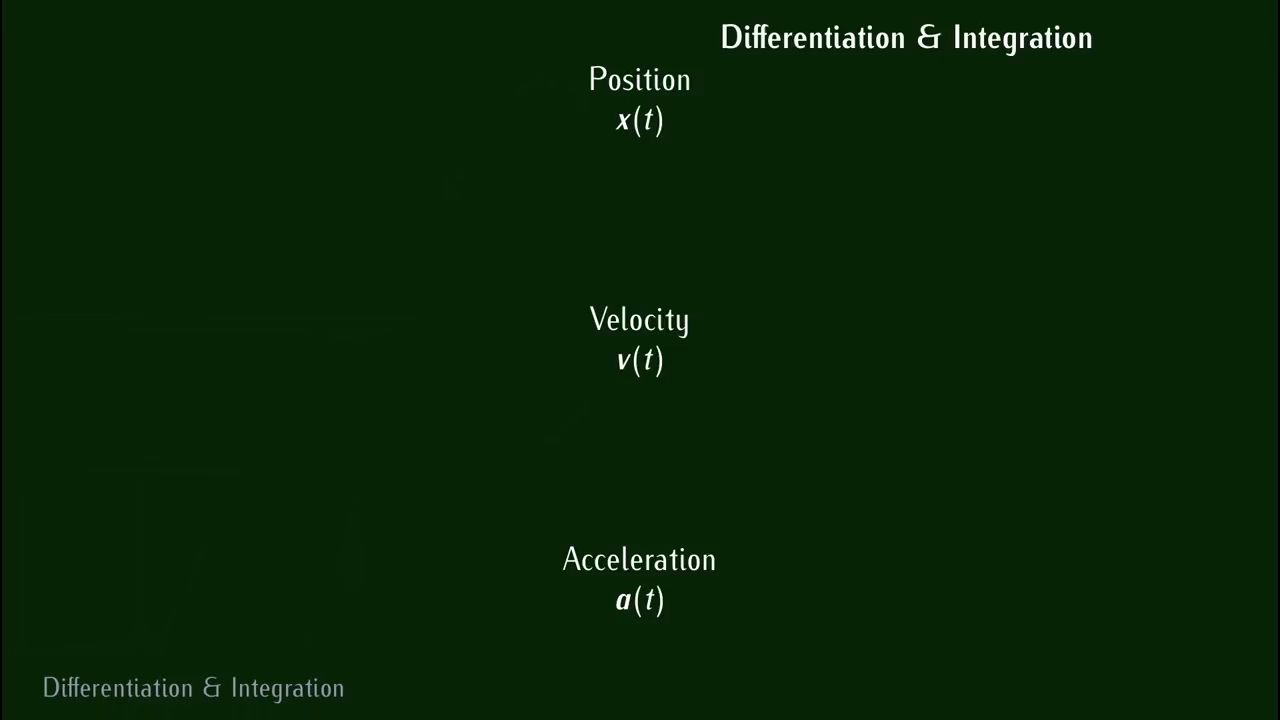 Differentiation & Integration
Position
x(t)
Velocity
v(t)
Acceleration
a(t)
Differentiation & Integration